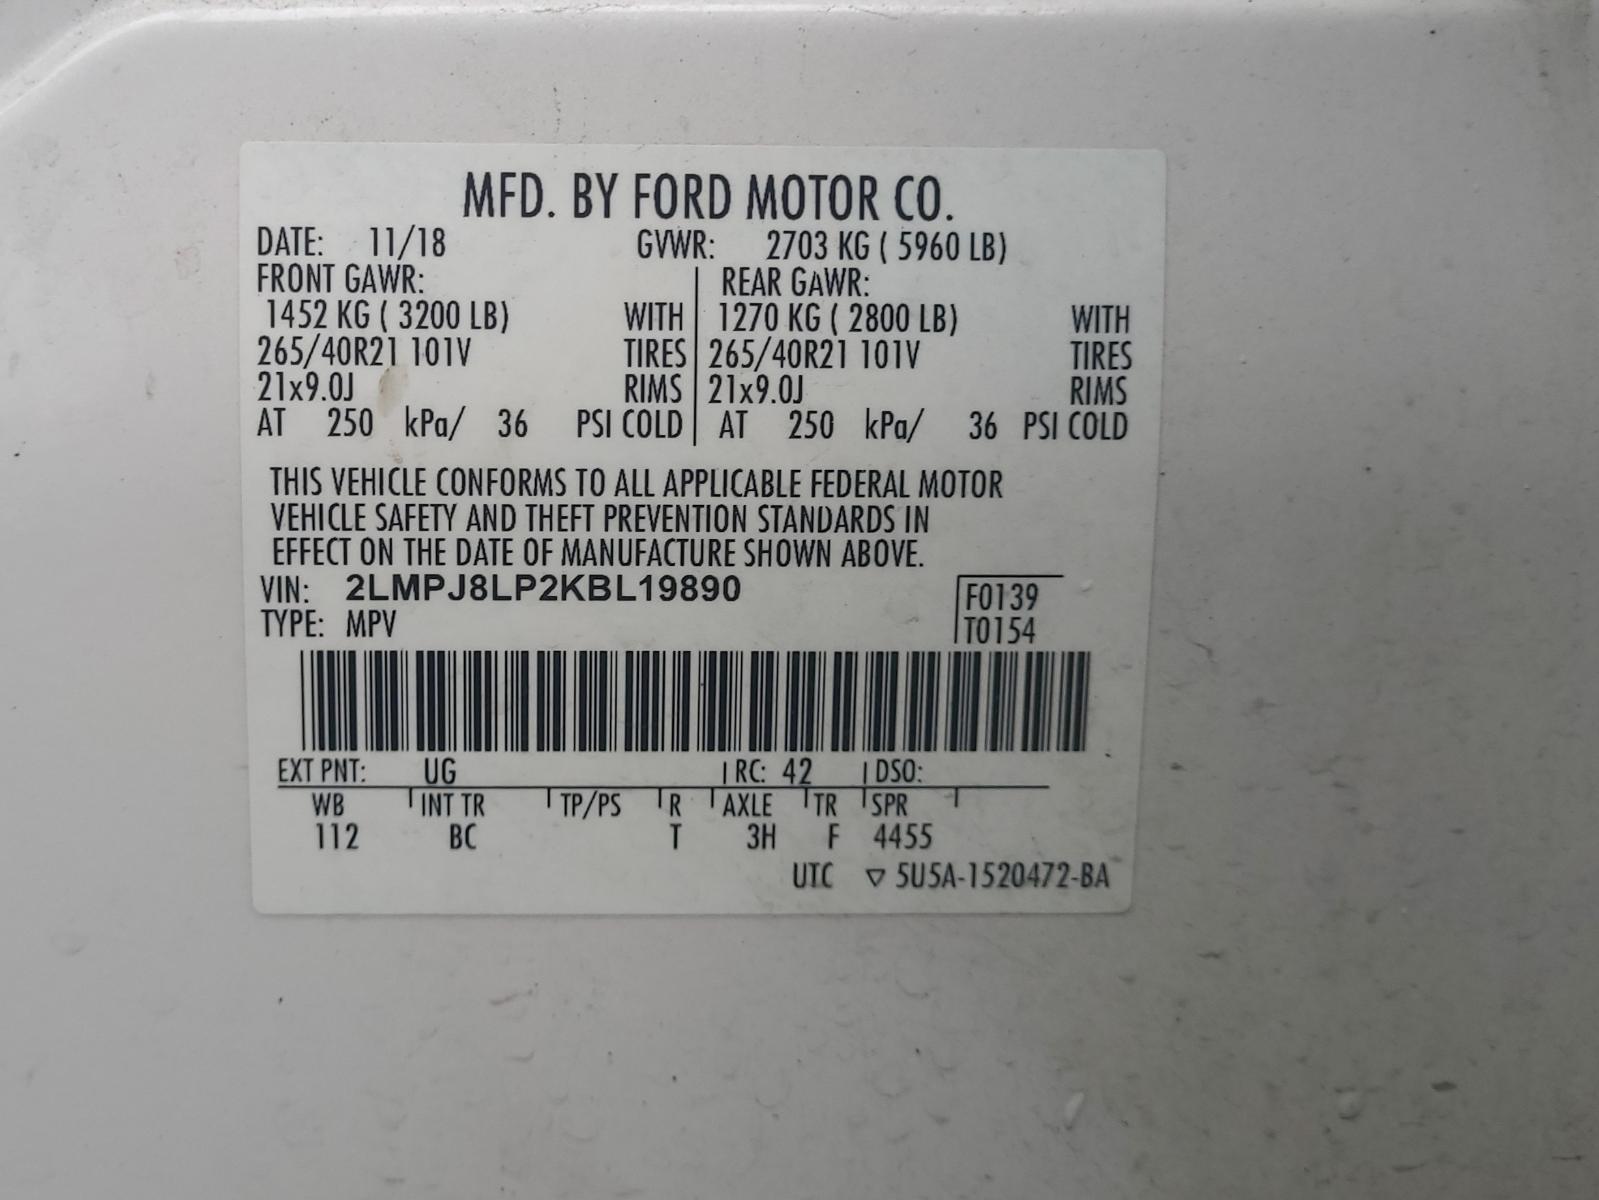 MFD. BY FORD MOTOR CO.
DATE: 11/18 GVWR: 2703 KG ( 5960 LB)
FRONT GAWR: REAR GAWR:
1452 KG ( 3200 LB) WITH 1270 KG ( 2800 LB) WITH
265/40R21 101V TIRES 265/40R21 101V TIRES
21x9.0J RIMS 21x9.0J RIMS
AT 250 kPa/ 36 PSI COLD AT 250 kPa/ 36 PSI COLD
THIS VEHICLE CONFORMS TO ALL APPLICABLE FEDERAL MOTOR
VEHICLE SAFETY AND THEFT PREVENTION STANDARDS IN
EFFECT ON THE DATE OF MANUFACTURE SHOWN ABOVE.
VIN: 2LMPJ8LP2KBL19890 F0139
TYPE: MPV T0154
EXT PNT: UG RC: 42 DSO:
WB INT TR TP/PS R AXLE TR SPR
112 BC T 3H F 4455
UTC ▽ 5U5A-1520472-BA